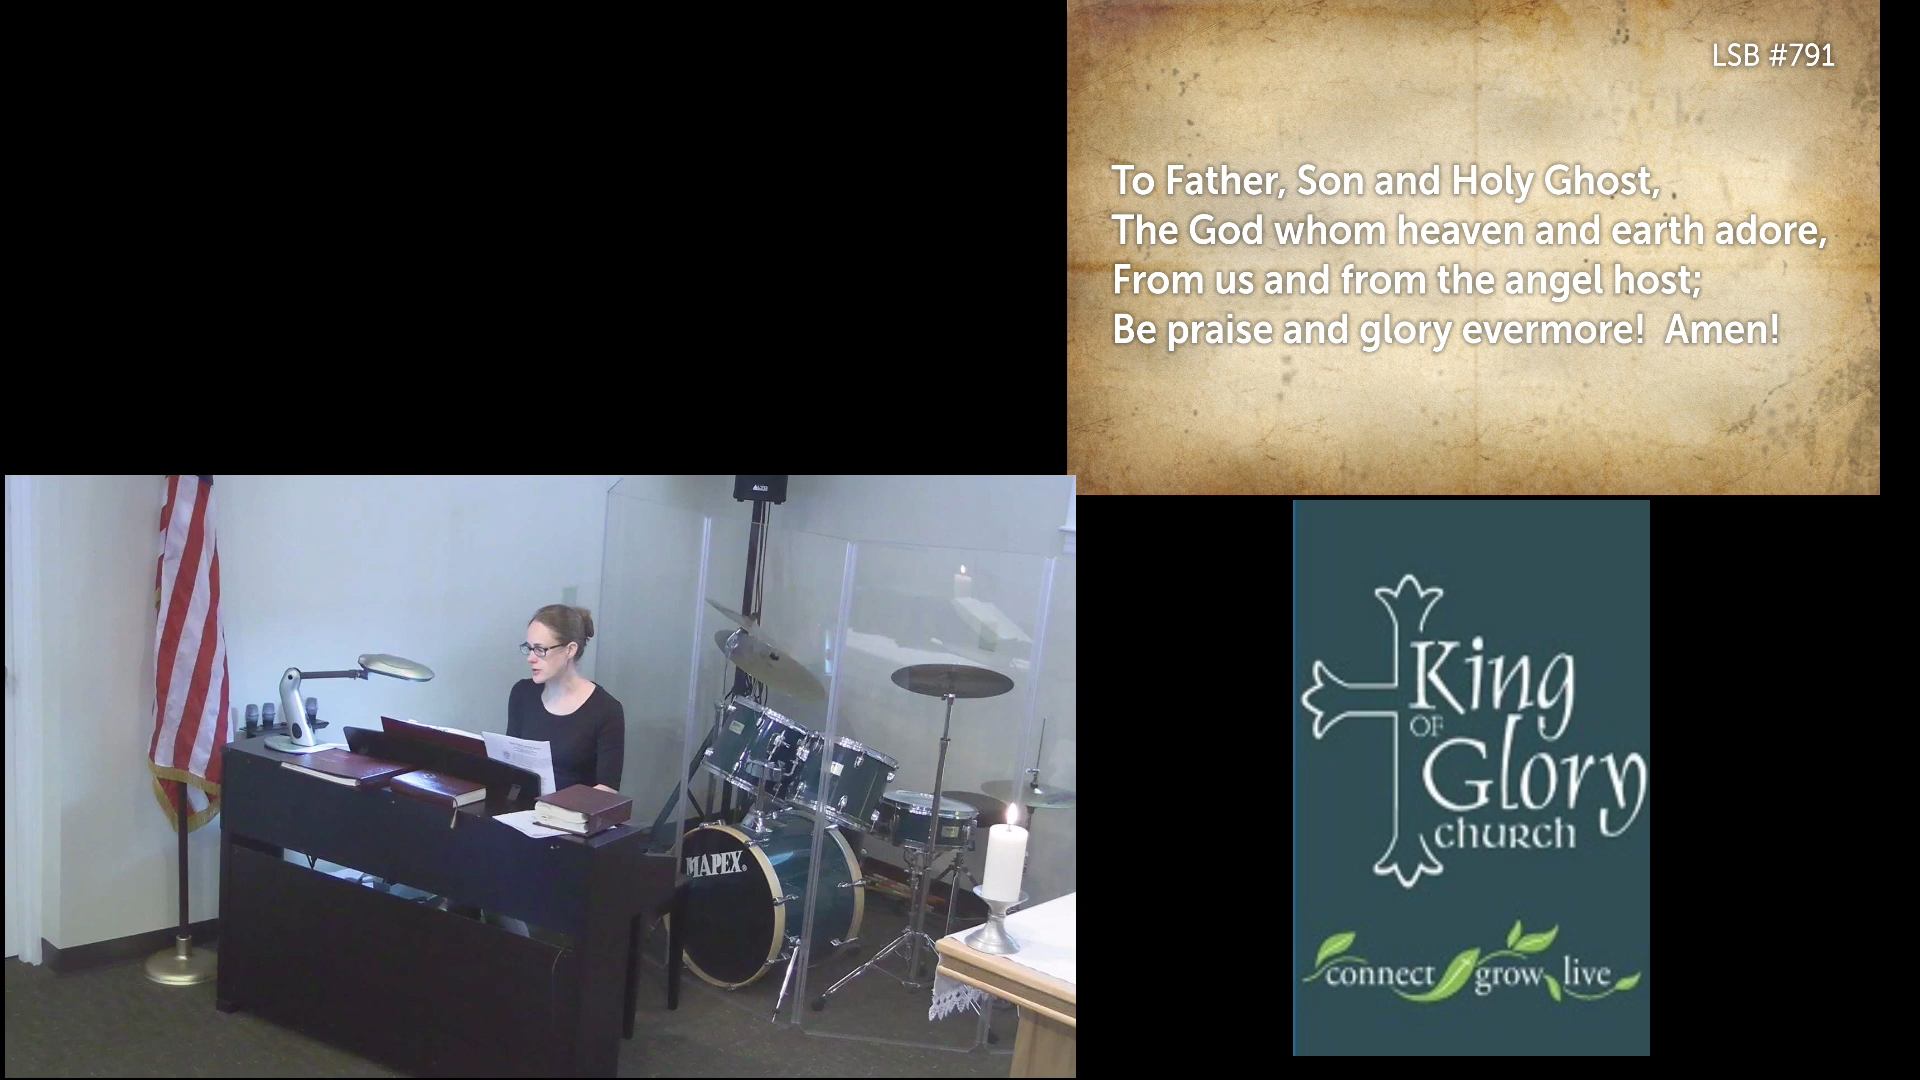 LSB #791
To Father, Son and Holy Ghost,
The God whom heaven and earth adore,
From us and from the angel host;
Be praise and glory evermore!  Amen!
MAPEX®
King
OF
Glory
church
connect grow live